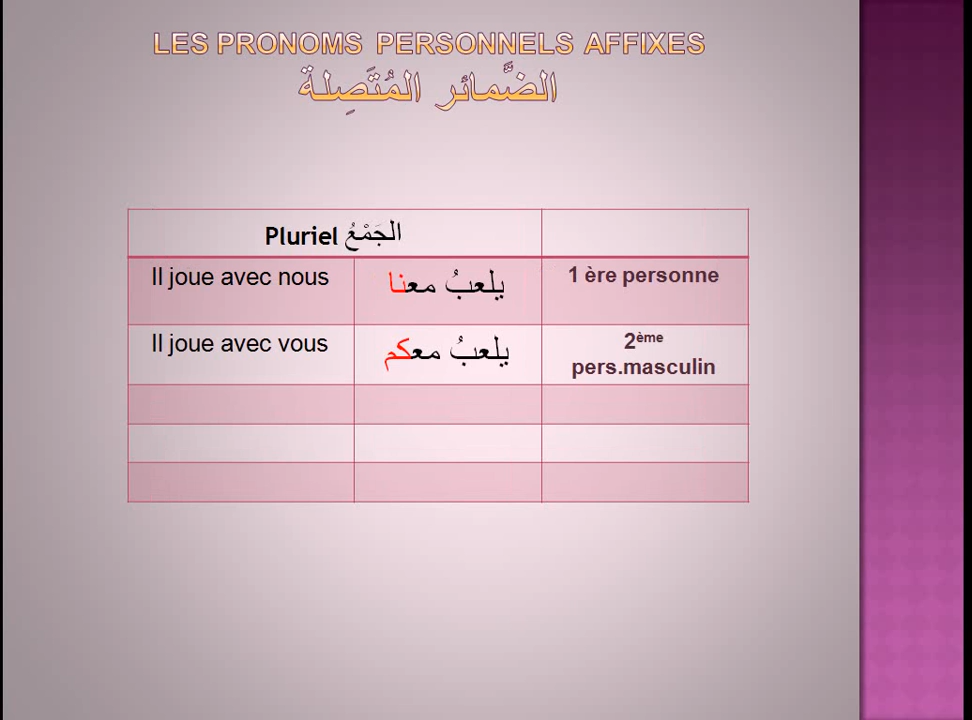 LES PRONOMS PERSONNELS AFFIXES
الضَّمائر المُتَّصِلة
Pluriel الجَمْعُ
Il joue avec nous
يلعبُ معنا
1 ère personne
Il joue avec vous
يلعبُ معكم
2ème
pers.masculin